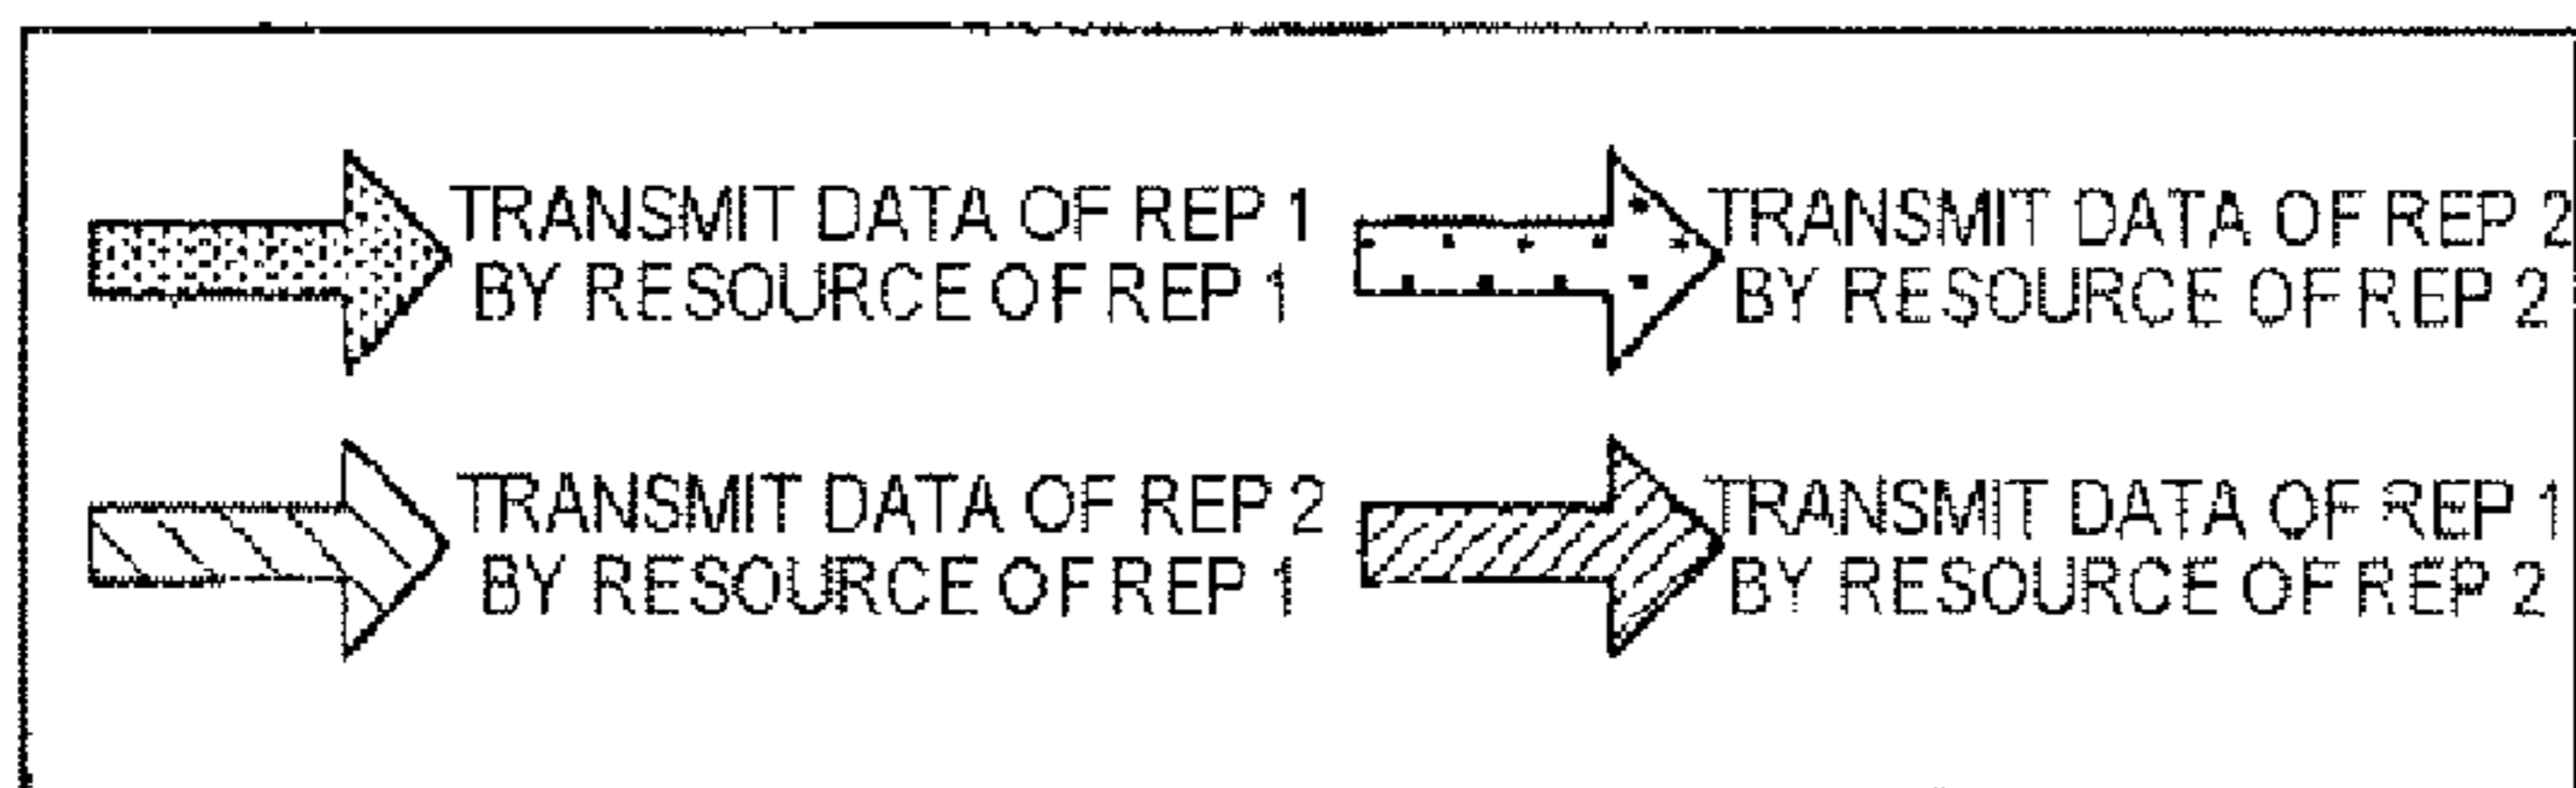 TRANSMIT DATA OF REP 1
BY RESOURCE OF REP 1
TRANSMIT DATA OF REP 2
BY RESOURCE OF REP 2
TRANSMIT DATA OF REP 2
BY RESOURCE OF REP 1
TRANSMIT DATA OF REP 1
BY RESOURCE OF REP 2